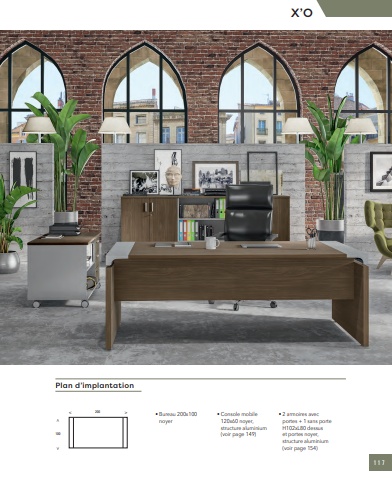 X'O
Plan d'implantation
200
100
• Bureau 200x100
noyer
• Console mobile
120x60 noyer,
structure aluminium
(voir page 149)
• 2 armoires avec
portes + 1 sans porte
H102xL80 dessus
et portes noyer,
structure aluminium
(voir page 154)
117